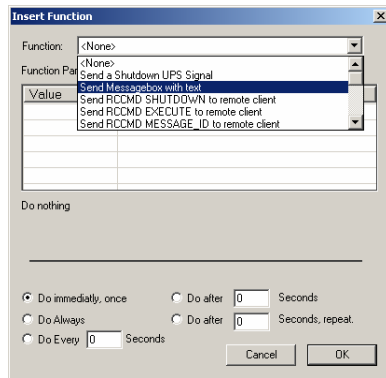 Insert Function
Function: <None>
<None>
Function Par
Send a Shutdown UPS Signal
Send Messagebox with text
Value
Send RCCMD SHUTDOWN to remote client
Send RCCMD EXECUTE to remote client
Send RCCMD MESSAGE_ID to remote client
Do nothing
Do immediatly, once Do after 0 Seconds
Do Always Do after 0 Seconds, repeat.
Do Every 0 Seconds
Cancel OK